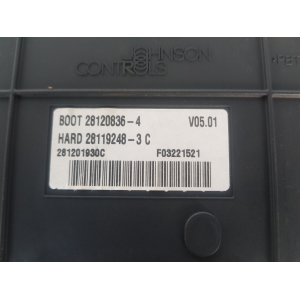 JOHNSON
CONTROLS
BOOT 28120836-4 V05.01
HARD 28119248-3 C
281201930C F03221521